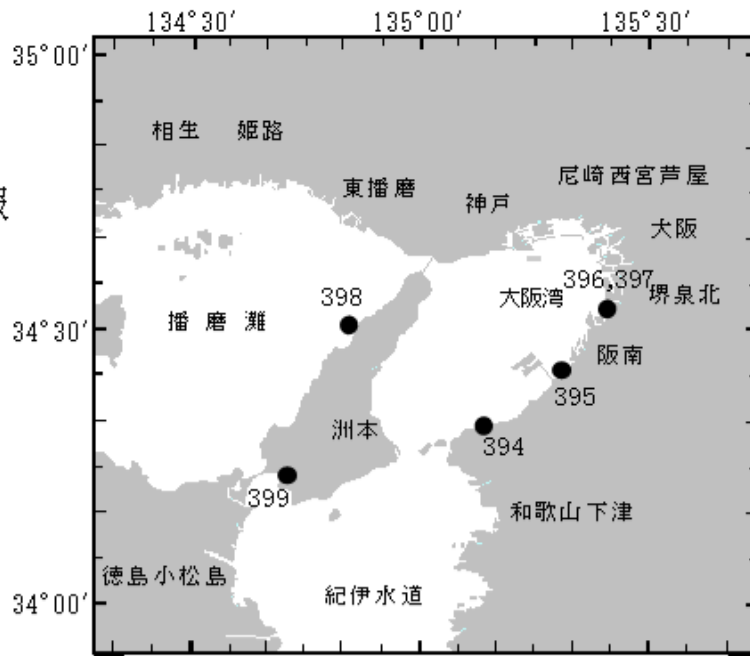 134°30′ 135°00′ 135°30′
35°00′
相生 姫路
東播磨
神戸
尼崎西宮芦屋
大阪
396,397
398
大阪湾
堺泉北
播磨灘
34°30′
阪南
395
洲本
394
399
和歌山下津
徳島小松島
紀伊水道
34°00′